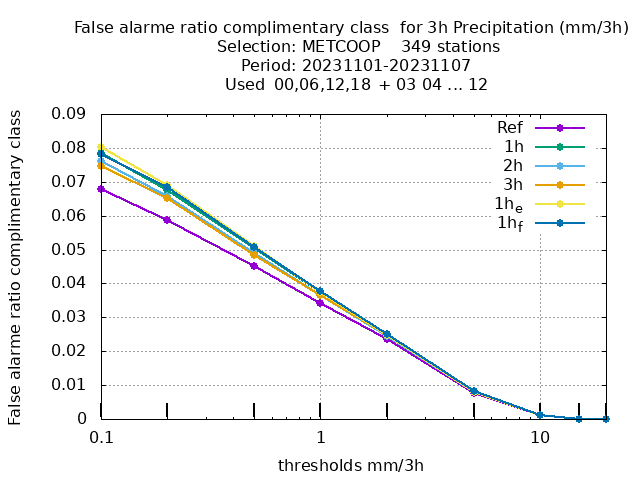 False alarme ratio complimentary class  for 3h Precipitation (mm/3h)
Selection: METCOOP    349 stations
Period: 20231101-20231107
Used  00,06,12,18 + 03 04 ... 12
False alarme ratio complimentary class
0.09
0.08
0.07
0.06
0.05
0.04
0.03
0.02
0.01
0
Ref
1h
2h
3h
1he
1hf
0.1 1 10
thresholds mm/3h